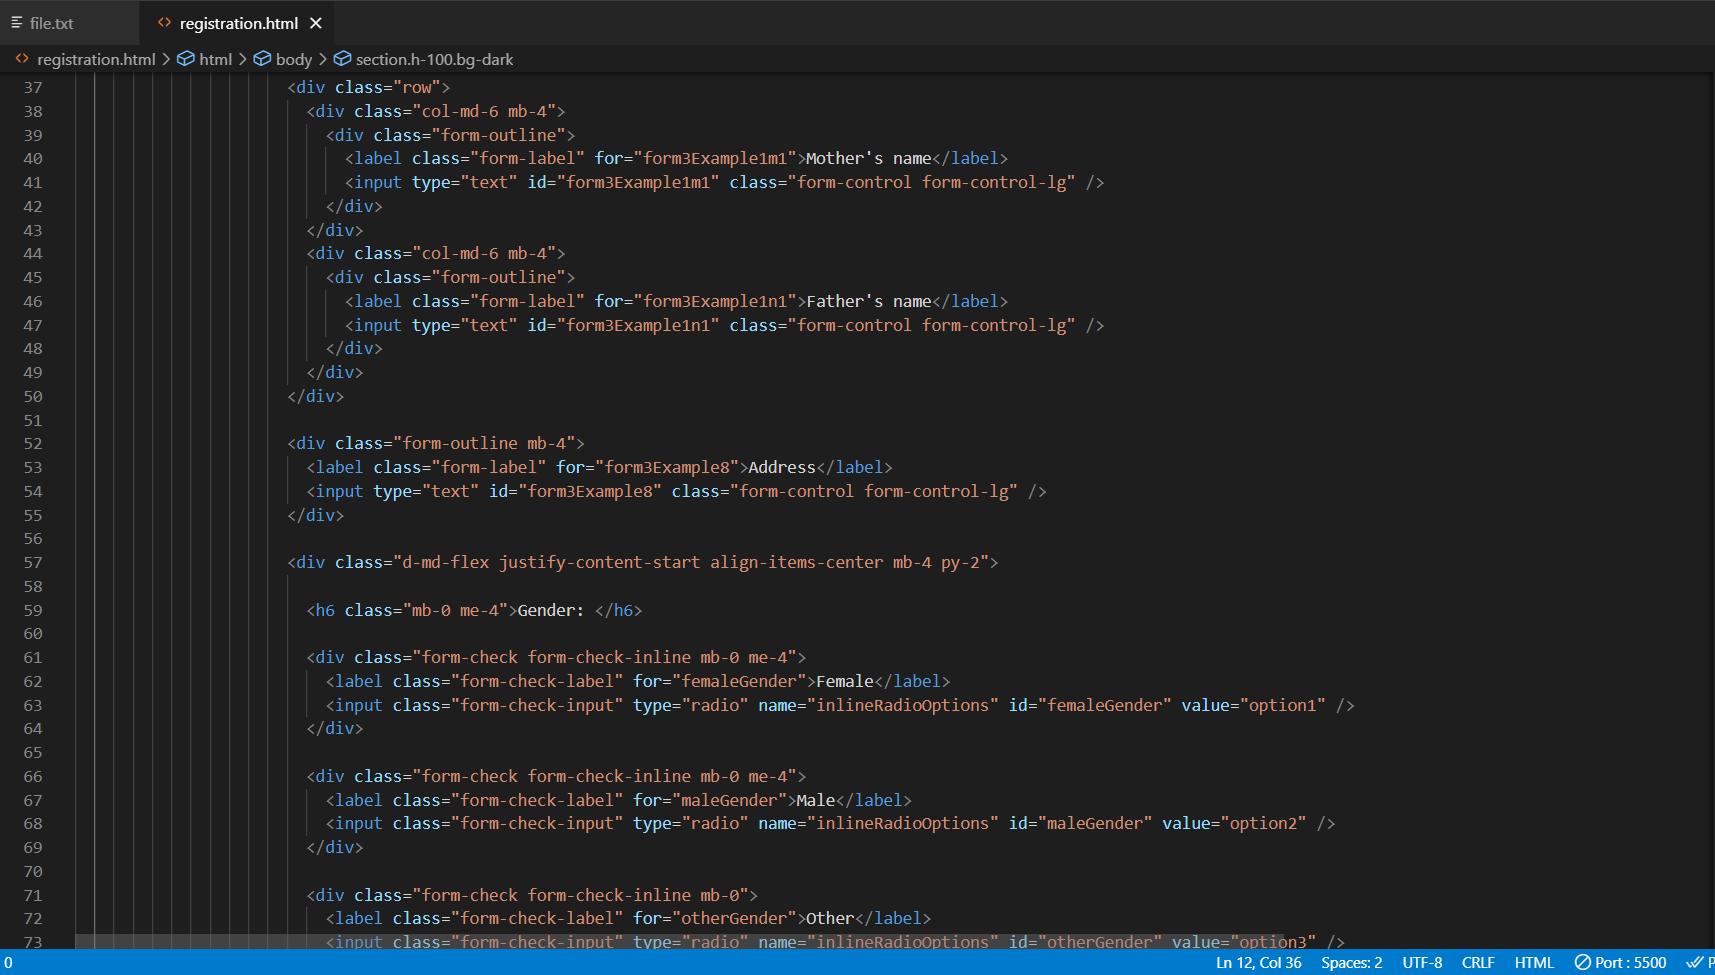 file.txt
registration.html
registration.html > html > body > section.h-100.bg-dark
37 <div class="row">
38 <div class="col-md-6 mb-4">
39 <div class="form-outline">
40 <label class="form-label" for="form3Example1m1">Mother's name</label>
41 <input type="text" id="form3Example1m1" class="form-control form-control-lg" />
42 </div>
43 </div>
44 <div class="col-md-6 mb-4">
45 <div class="form-outline">
46 <label class="form-label" for="form3Example1n1">Father's name</label>
47 <input type="text" id="form3Example1n1" class="form-control form-control-lg" />
48 </div>
49 </div>
50 </div>
51
52 <div class="form-outline mb-4">
53 <label class="form-label" for="form3Example8">Address</label>
54 <input type="text" id="form3Example8" class="form-control form-control-lg" />
55 </div>
56
57 <div class="d-md-flex justify-content-start align-items-center mb-4 py-2">
58
59 <h6 class="mb-0 me-4">Gender: </h6>
60
61 <div class="form-check form-check-inline mb-0 me-4">
62 <label class="form-check-label" for="femaleGender">Female</label>
63 <input class="form-check-input" type="radio" name="inlineRadioOptions" id="femaleGender" value="option1" />
64 </div>
65
66 <div class="form-check form-check-inline mb-0 me-4">
67 <label class="form-check-label" for="maleGender">Male</label>
68 <input class="form-check-input" type="radio" name="inlineRadioOptions" id="maleGender" value="option2" />
69 </div>
70
71 <div class="form-check form-check-inline mb-0">
72 <label class="form-check-label" for="otherGender">Other</label>
73 <input class="form-check-input" type="radio" name="inlineRadioOptions" id="otherGender" value="option3" />
0 Ln 12, Col 36 Spaces: 2 UTF-8 CRLF HTML Port : 5500 P